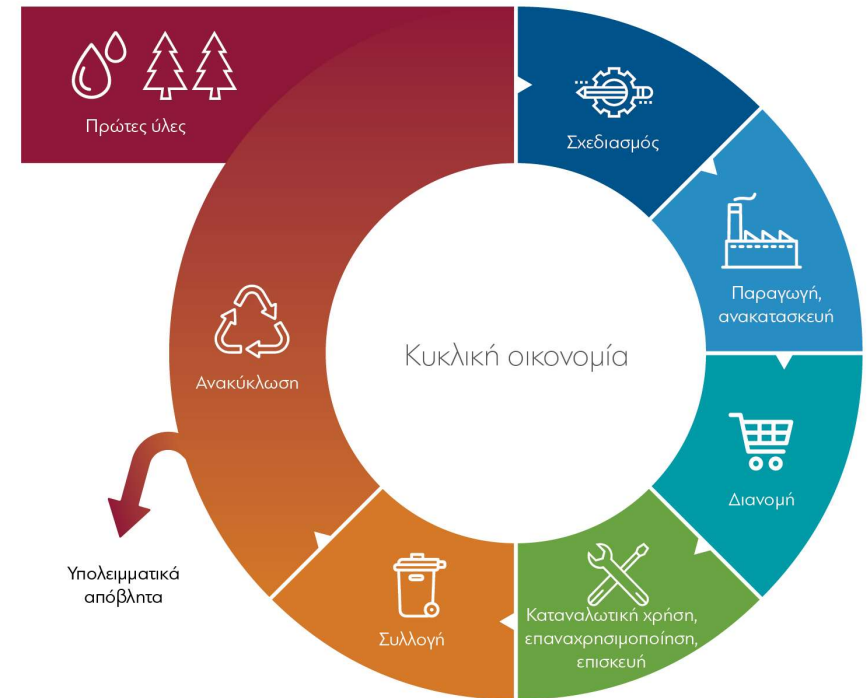 Πρώτες ύλες
Σχεδιασμός
Παραγωγή,
ανακατασκευή
Διανομή
Καταναλωτική χρήση,
επαναχρησιμοποίηση,
επισκευή
Συλλογή
Ανακύκλωση
Υπολειμματικά
απόβλητα
Κυκλική οικονομία